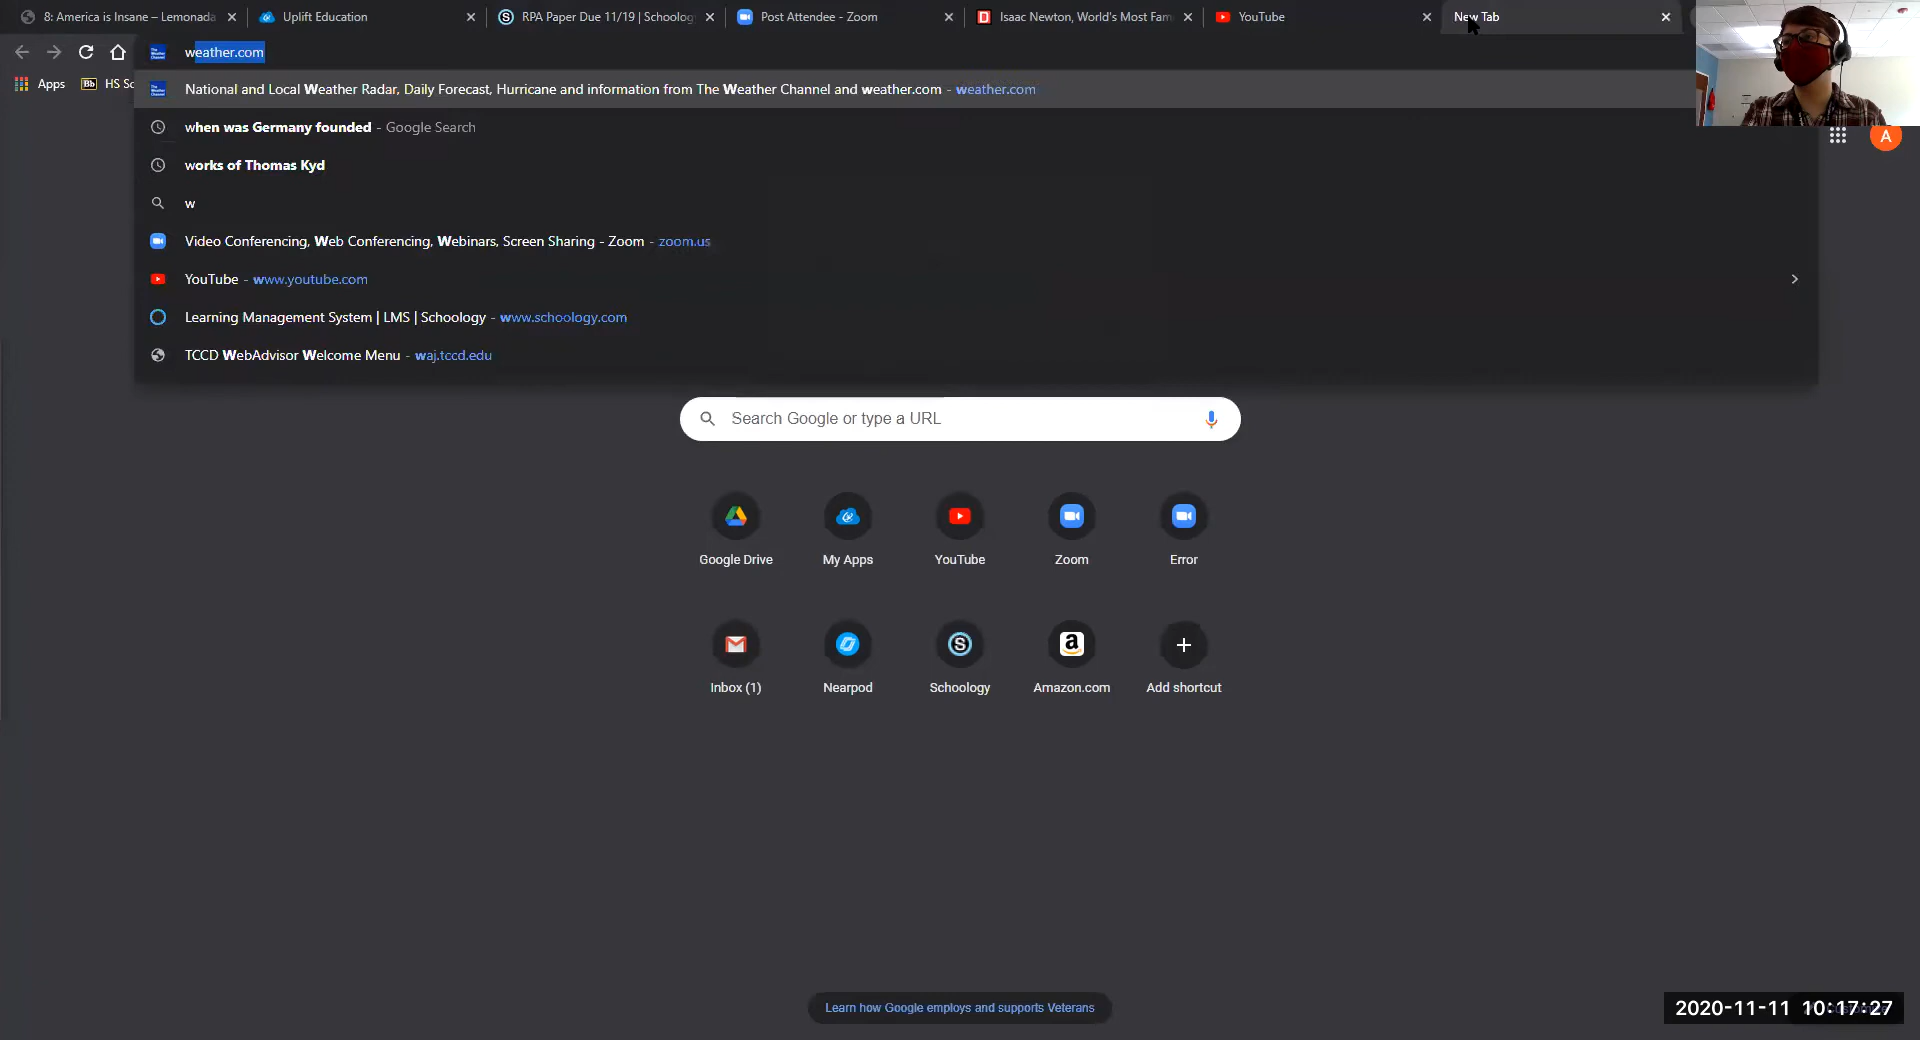 8: America is Insane – Lemonada
Uplift Education
RPA Paper Due 11/19 | Schoology
Post Attendee - Zoom
Isaac Newton, World's Most Fam
YouTube
New Tab
weather.com
Apps
HS Sc
National and Local Weather Radar, Daily Forecast, Hurricane and information from The Weather Channel and weather.com - weather.com
when was Germany founded - Google Search
works of Thomas Kyd
w
Video Conferencing, Web Conferencing, Webinars, Screen Sharing - Zoom - zoom.us
YouTube - www.youtube.com
Learning Management System | LMS | Schoology - www.schoology.com
TCCD WebAdvisor Welcome Menu - waj.tccd.edu
A
Search Google or type a URL
Google Drive
My Apps
YouTube
Zoom
Error
Inbox (1)
Nearpod
Schoology
Amazon.com
Add shortcut
Learn how Google employs and supports Veterans
2020-11-11 10:17:27